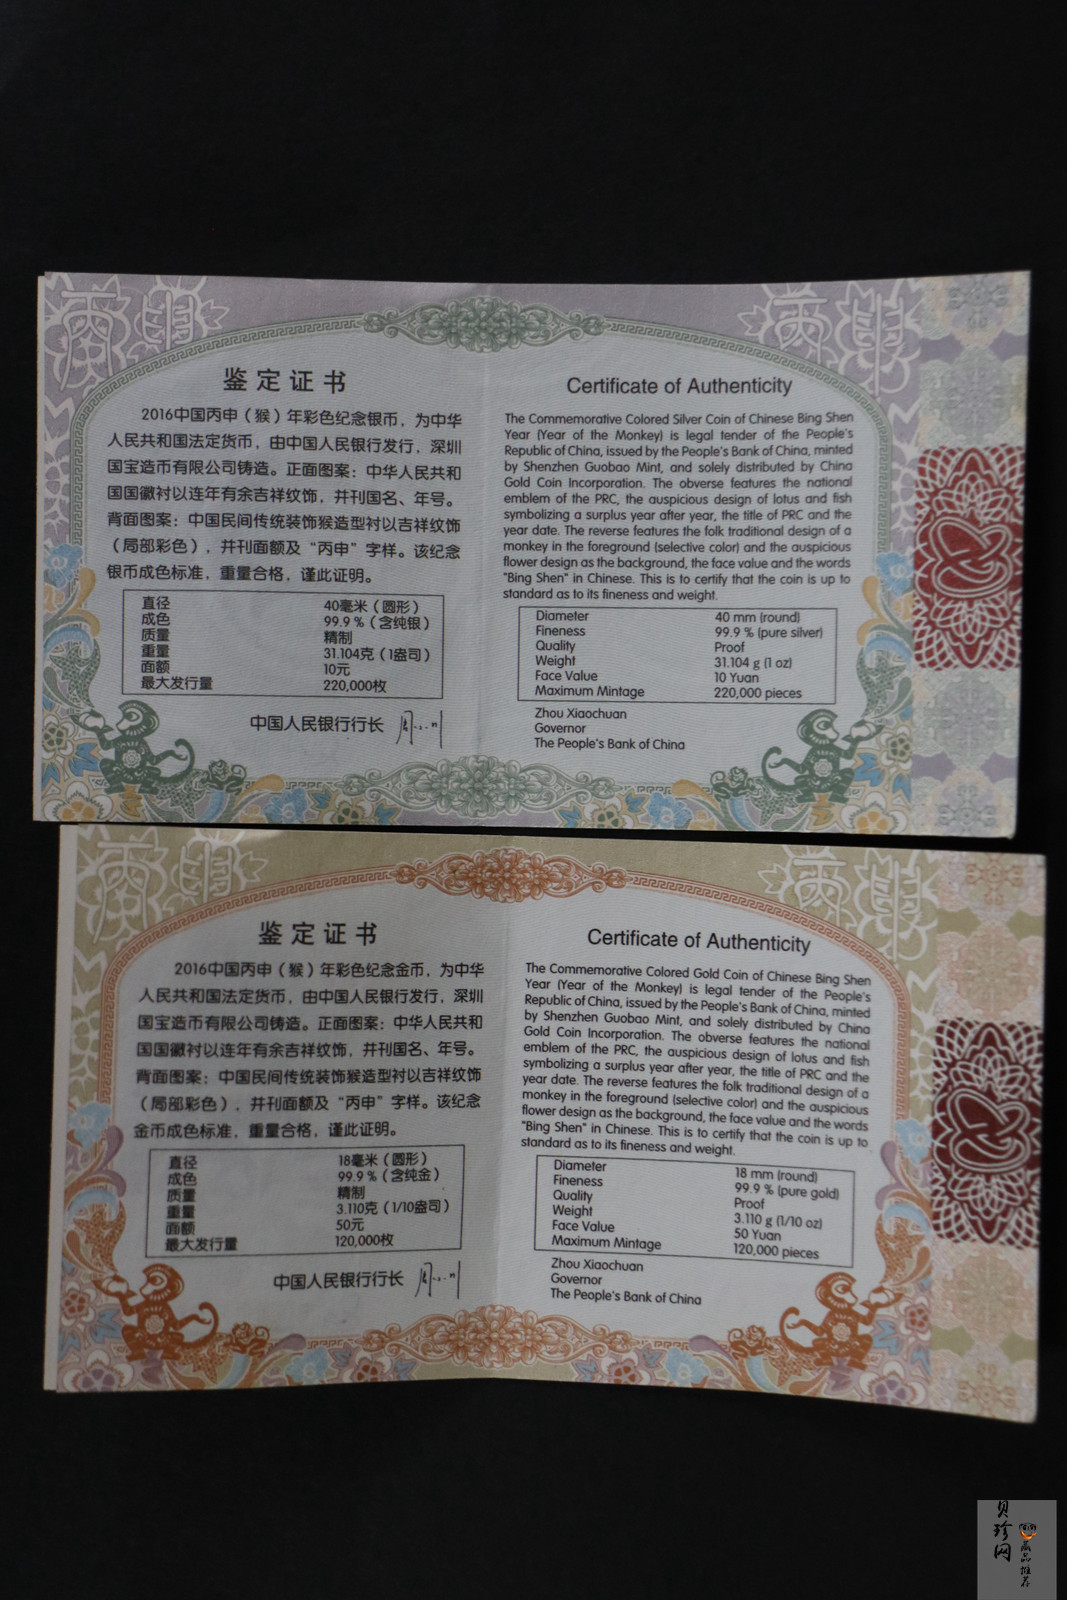 鉴定证书
2016中国丙申（猴）年彩色纪念银币，为中华
人民共和国法定货币，由中国人民银行发行，深圳
国宝造币有限公司铸造。正面图案：中华人民共和
国国徽衬以连年有余吉祥纹饰，并刊国名、年号。
背面图案：中国民间传统装饰猴造型衬以吉祥纹饰
（局部彩色），并刊面额及“丙申”字样。该纪念
银币成色标准，重量合格，谨此证明。
直径 40毫米（圆形）
成色 99.9 %（含纯银）
质量 精制
重量 31.104克（1盎司）
面额 10元
最大发行量 220,000枚
中国人民银行行长
Certificate of Authenticity
The Commemorative Colored Silver Coin of Chinese Bing Shen
Year (Year of the Monkey) is legal tender of the People's
Republic of China, issued by the People's Bank of China, minted
by Shenzhen Guobao Mint, and solely distributed by China
Gold Coin Incorporation. The obverse features the national
emblem of the PRC, the auspicious design of lotus and fish
symbolizing a surplus year after year, the title of PRC and the
year date. The reverse features the folk traditional design of a
monkey in the foreground (selective color) and the auspicious
flower design as the background, the face value and the words
"Bing Shen" in Chinese. This is to certify that the coin is up to
standard as to its fineness and weight.
Diameter 40 mm (round)
Fineness 99.9 % (pure silver)
Quality Proof
Weight 31.104 g (1 oz)
Face Value 10 Yuan
Maximum Mintage 220,000 pieces
Zhou Xiaochuan
Governor
The People's Bank of China
鉴定证书
2016中国丙申（猴）年彩色纪念金币，为中华
人民共和国法定货币，由中国人民银行发行，深圳
国宝造币有限公司铸造。正面图案：中华人民共和
国国徽衬以连年有余吉祥纹饰，并刊国名、年号。
背面图案：中国民间传统装饰猴造型衬以吉祥纹饰
（局部彩色），并刊面额及“丙申”字样。该纪念
金币成色标准，重量合格，谨此证明。
直径 18毫米（圆形）
成色 99.9 %（含纯金）
质量 精制
重量 3.110克（1/10盎司）
面额 50元
最大发行量 120,000枚
中国人民银行行长
Certificate of Authenticity
The Commemorative Colored Gold Coin of Chinese Bing Shen
Year (Year of the Monkey) is legal tender of the People's
Republic of China, issued by the People's Bank of China, minted
by Shenzhen Guobao Mint, and solely distributed by China
Gold Coin Incorporation. The obverse features the national
emblem of the PRC, the auspicious design of lotus and fish
symbolizing a surplus year after year, the title of PRC and the
year date. The reverse features the folk traditional design of a
monkey in the foreground (selective color) and the auspicious
flower design as the background, the face value and the words
"Bing Shen" in Chinese. This is to certify that the coin is up to
standard as to its fineness and weight.
Diameter 18 mm (round)
Fineness 99.9 % (pure gold)
Quality Proof
Weight 3.110 g (1/10 oz)
Face Value 50 Yuan
Maximum Mintage 120,000 pieces
Zhou Xiaochuan
Governor
The People's Bank of China
贝珍网
藏品推荐